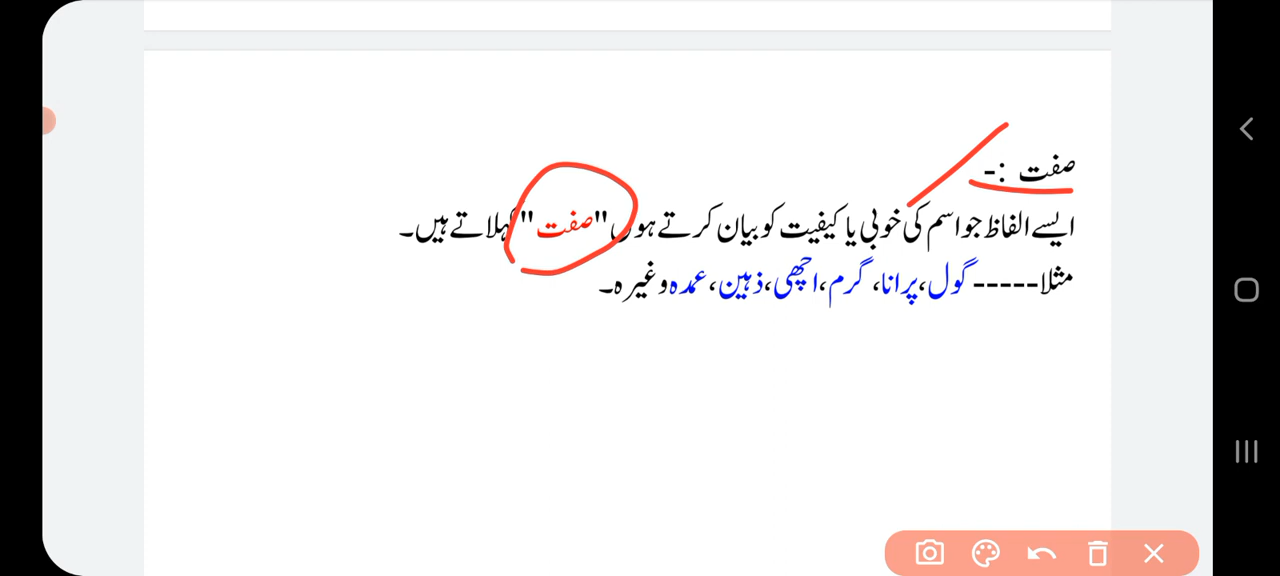 صفت :-
ایسے الفاظ جو اسم کی خوبی یا کیفیت کو بیان کرتے ہوں "صفت" کہلاتے ہیں۔
مثلا-----گول،پرانا، گرم،اچھی،ذہین،عمدہ وغیرہ۔